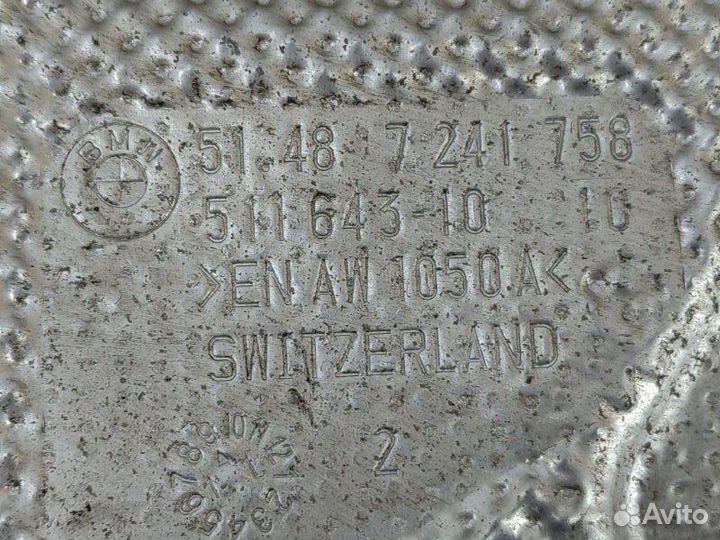 BMW
51.48 7 241 758
511 643-10 10
>EN AW 1050.A<
SWITZERLAND
2
Avito